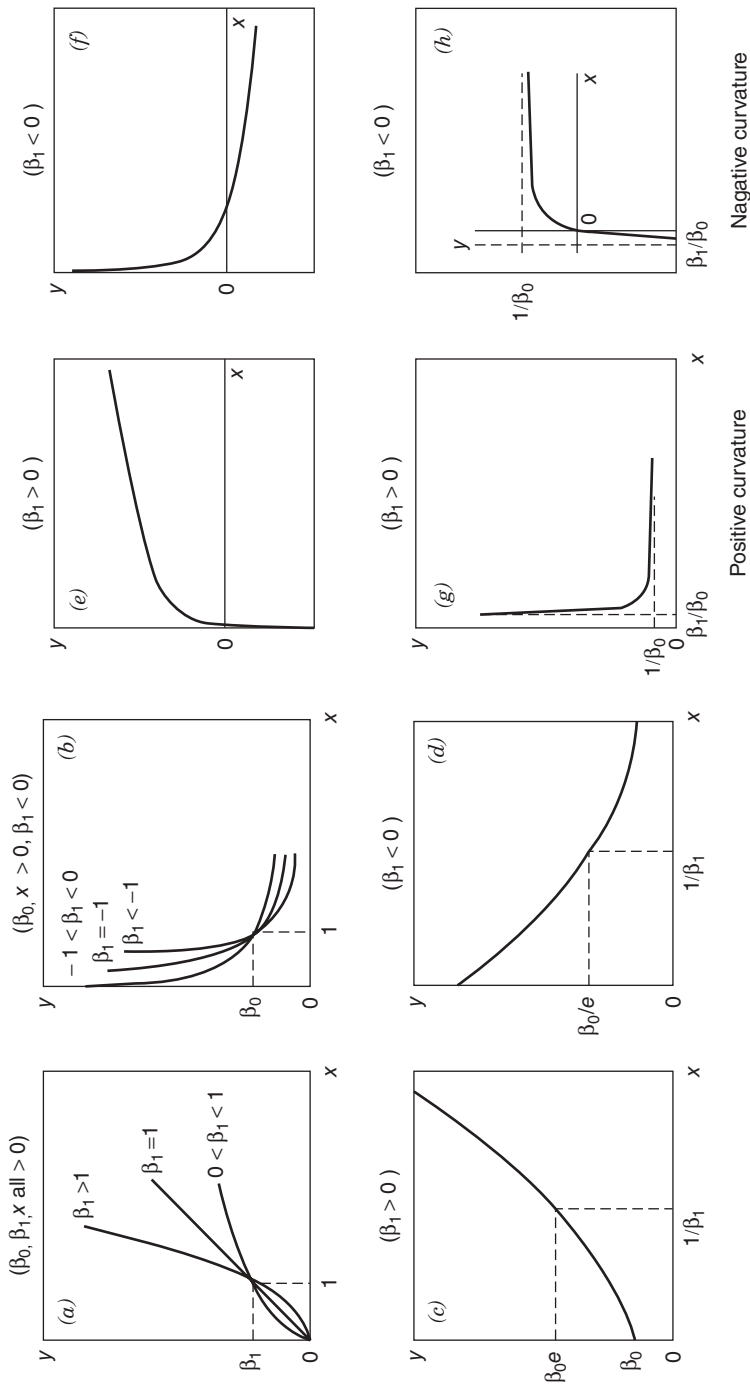 (β₀, β₁, x all > 0)
y
(a)
β₁ > 1
β₁ = 1
0 < β₁ < 1
β₁
0
1
x
(β₀, x > 0, β₁ < 0)
y
(b)
− 1 < β₁ < 0
β₁ = −1
β₁ < −1
β₀
0
1
x
(β₁ > 0 )
y
(e)
0
x
(β₁ < 0 )
y
(f)
0
x
(β₁ > 0 )
y
(c)
β₀e
β₀
0
1/β₁
x
(β₁ < 0 )
y
(d)
β₀/e
0
1/β₁
x
(β₁ > 0 )
y
(g)
1/β₀
0
β₁/β₀
x
(β₁ < 0 )
(h)
y
1/β₀
0
x
β₁/β₀
Positive curvature
Nagative curvature